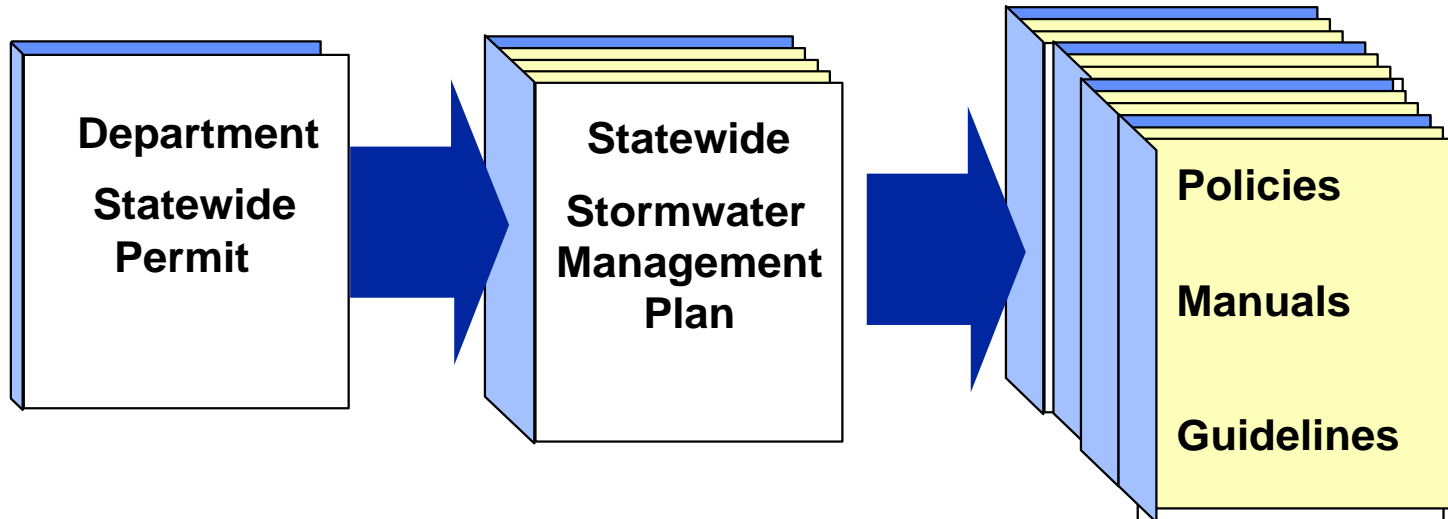 Department
Statewide
Permit
Statewide
Stormwater
Management
Plan
Policies
Manuals
Guidelines